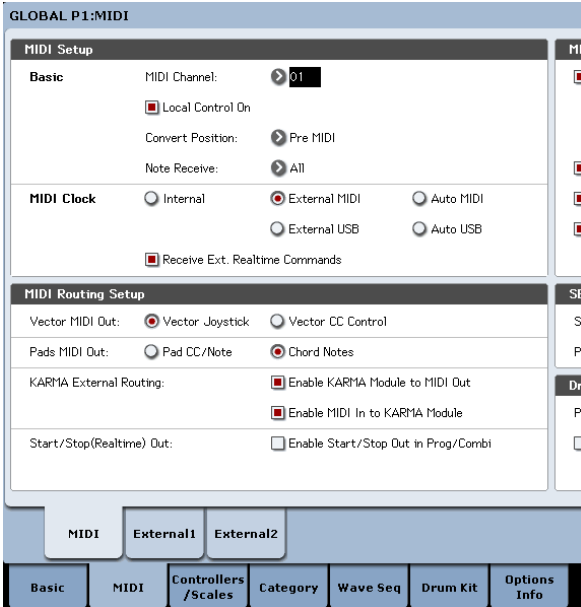 GLOBAL P1:MIDI
MIDI Setup
Basic MIDI Channel: 01
Local Control On
Convert Position: Pre MIDI
Note Receive: All
MIDI Clock Internal External MIDI Auto MIDI
External USB Auto USB
Receive Ext. Realtime Commands
MIDI Routing Setup
Vector MIDI Out: Vector Joystick Vector CC Control
Pads MIDI Out: Pad CC/Note Chord Notes
KARMA External Routing: Enable KARMA Module to MIDI Out
Enable MIDI In to KARMA Module
Start/Stop(Realtime) Out: Enable Start/Stop Out in Prog/Combi
MIDI External1 External2
Basic MIDI Controllers /Scales Category Wave Seq Drum Kit Options Info